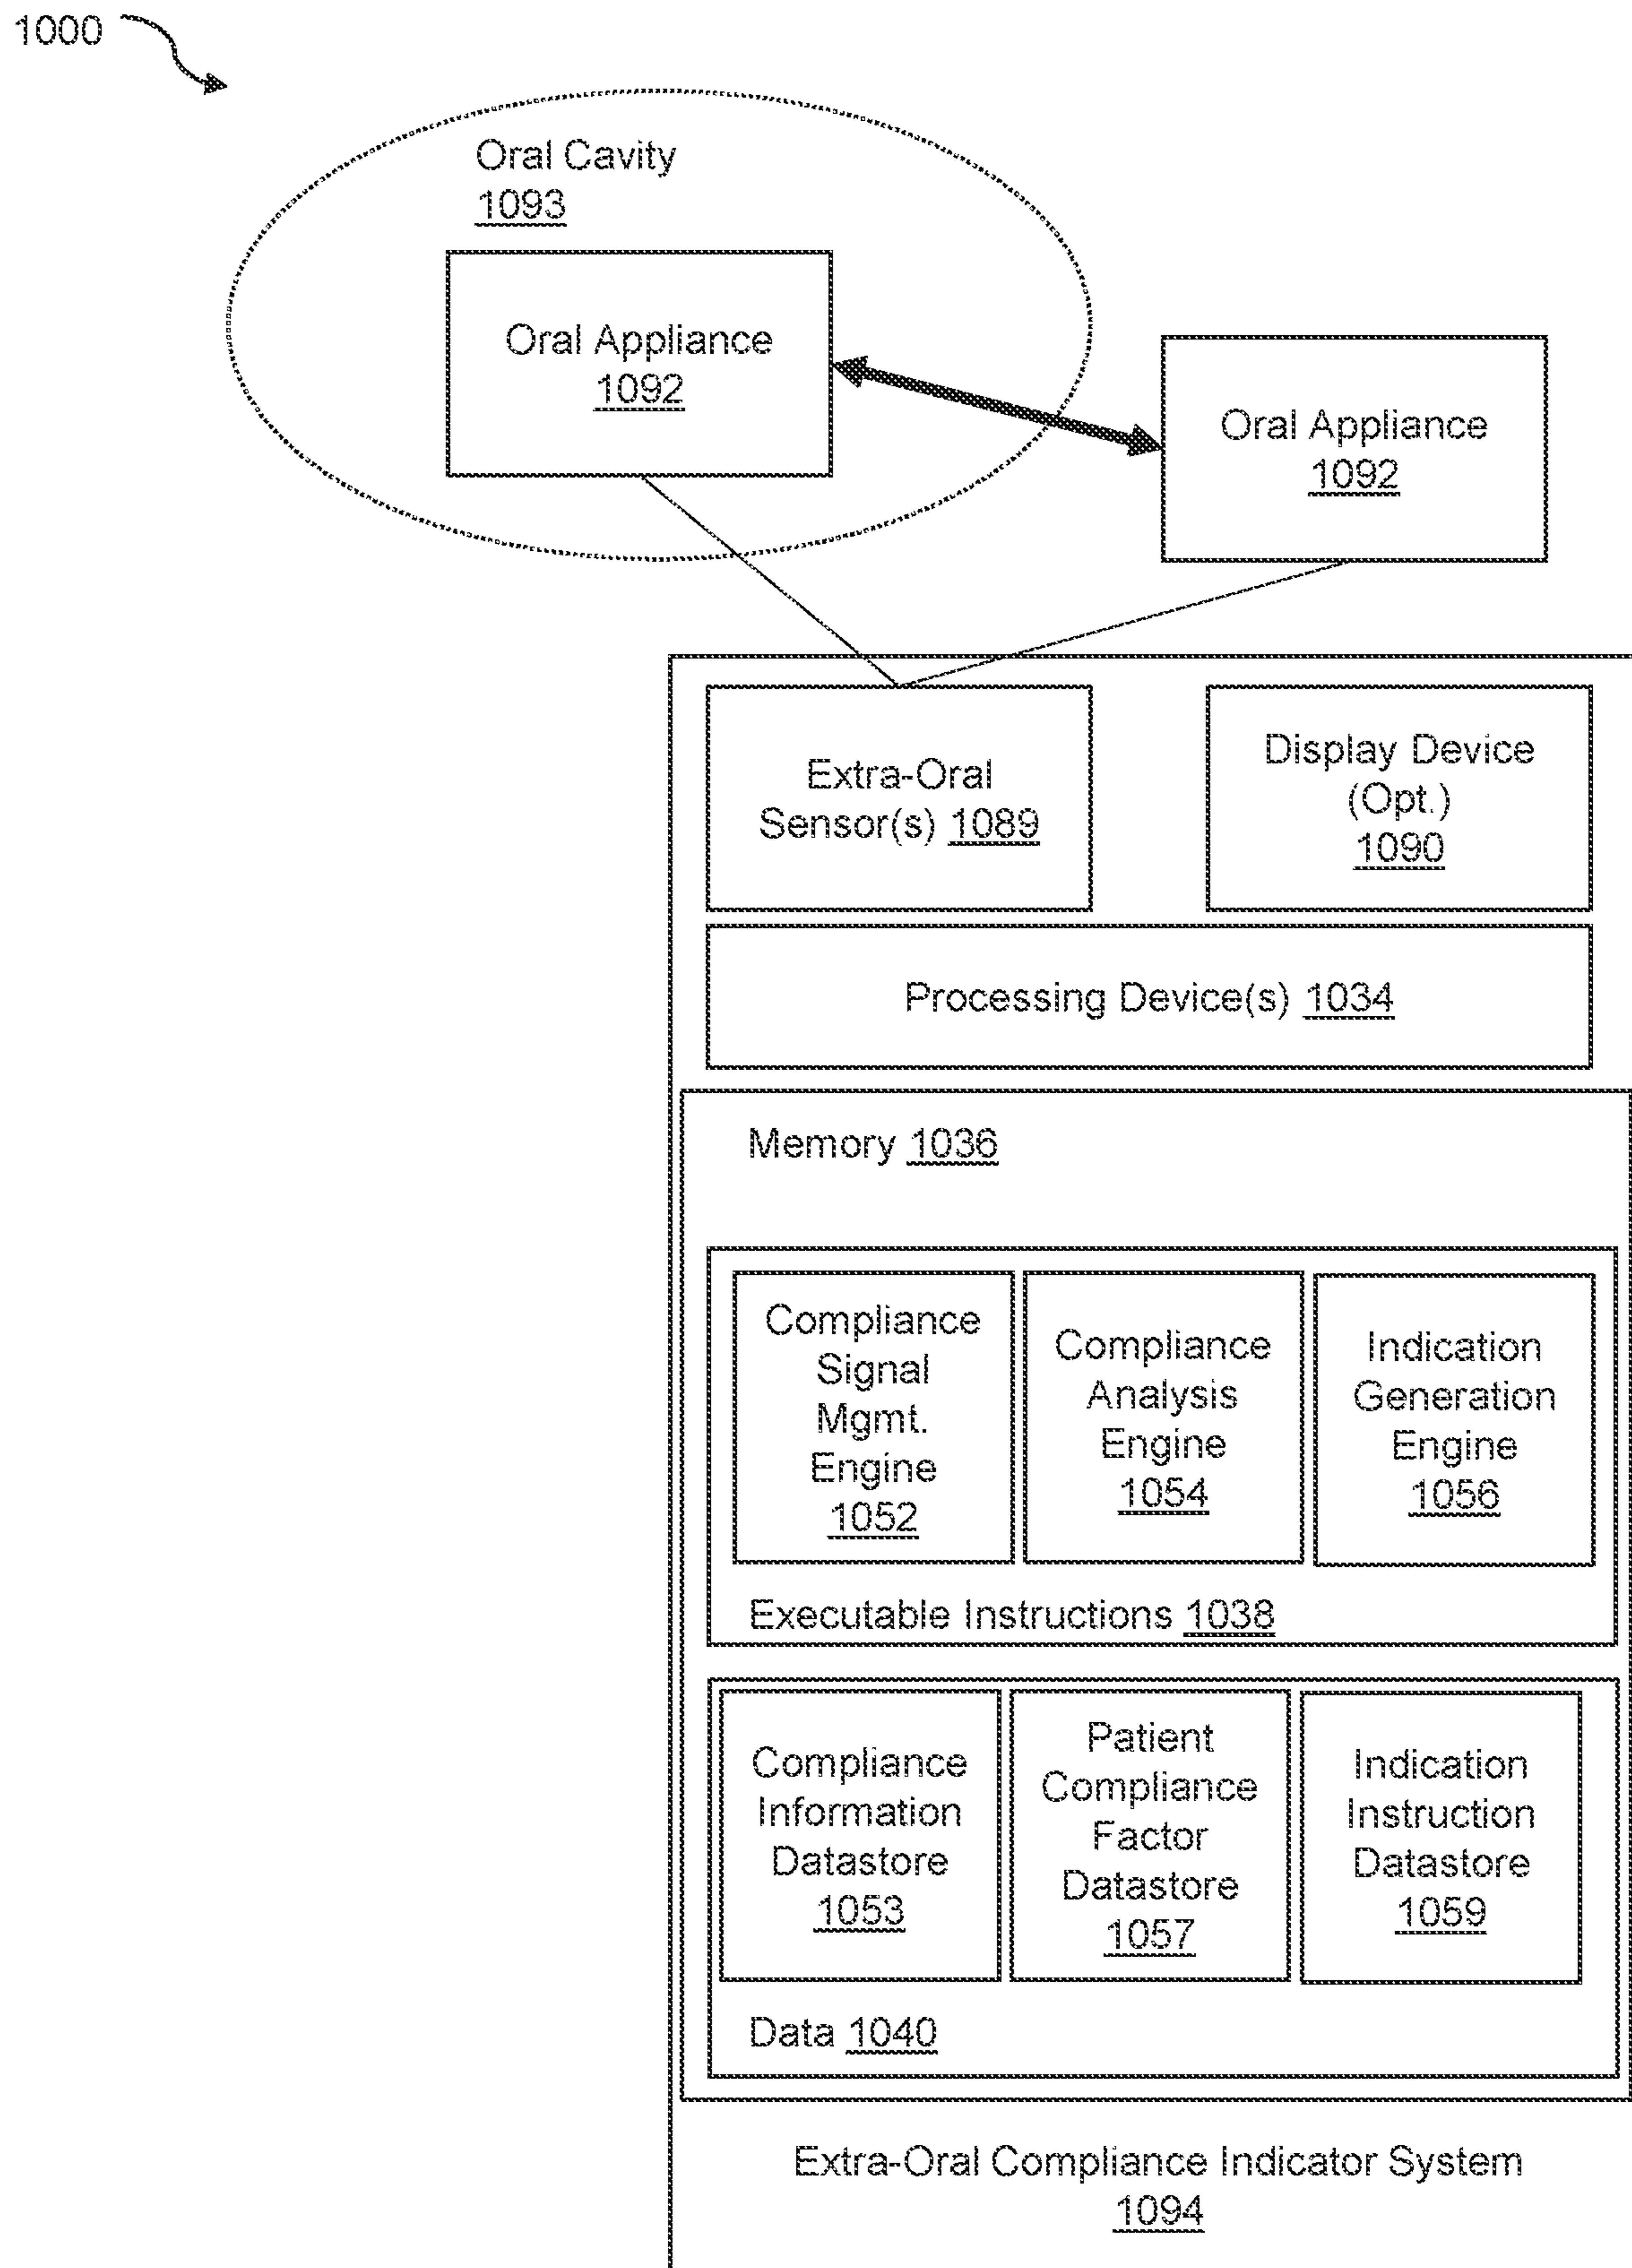 1000
Oral Cavity
1093
Oral Appliance
1092
Oral Appliance
1092
Extra-Oral
Sensor(s) 1089
Display Device
(Opt.)
1090
Processing Device(s) 1034
Memory 1036
Compliance
Signal
Mgmt.
Engine
1052
Compliance
Analysis
Engine
1054
Indication
Generation
Engine
1056
Executable Instructions 1038
Compliance
Information
Datastore
1053
Patient
Compliance
Factor
Datastore
1057
Indication
Instruction
Datastore
1059
Data 1040
Extra-Oral Compliance Indicator System
1094